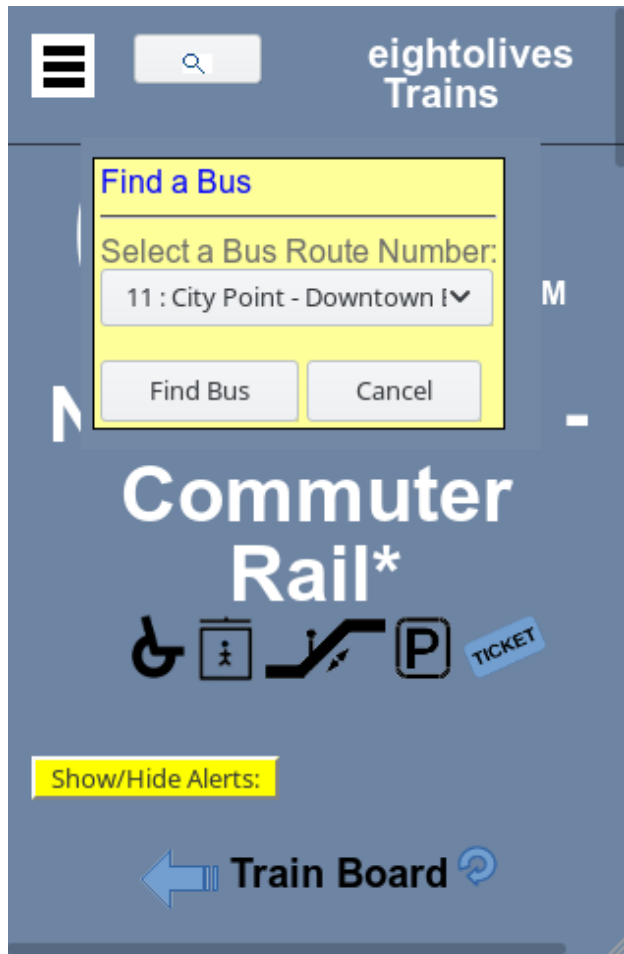 eightolives
Trains
Find a Bus
Select a Bus Route Number:
11 : City Point - Downtown
M
Find Bus
Cancel
-
Commuter
Rail*
P
TICKET
Show/Hide Alerts:
Train Board